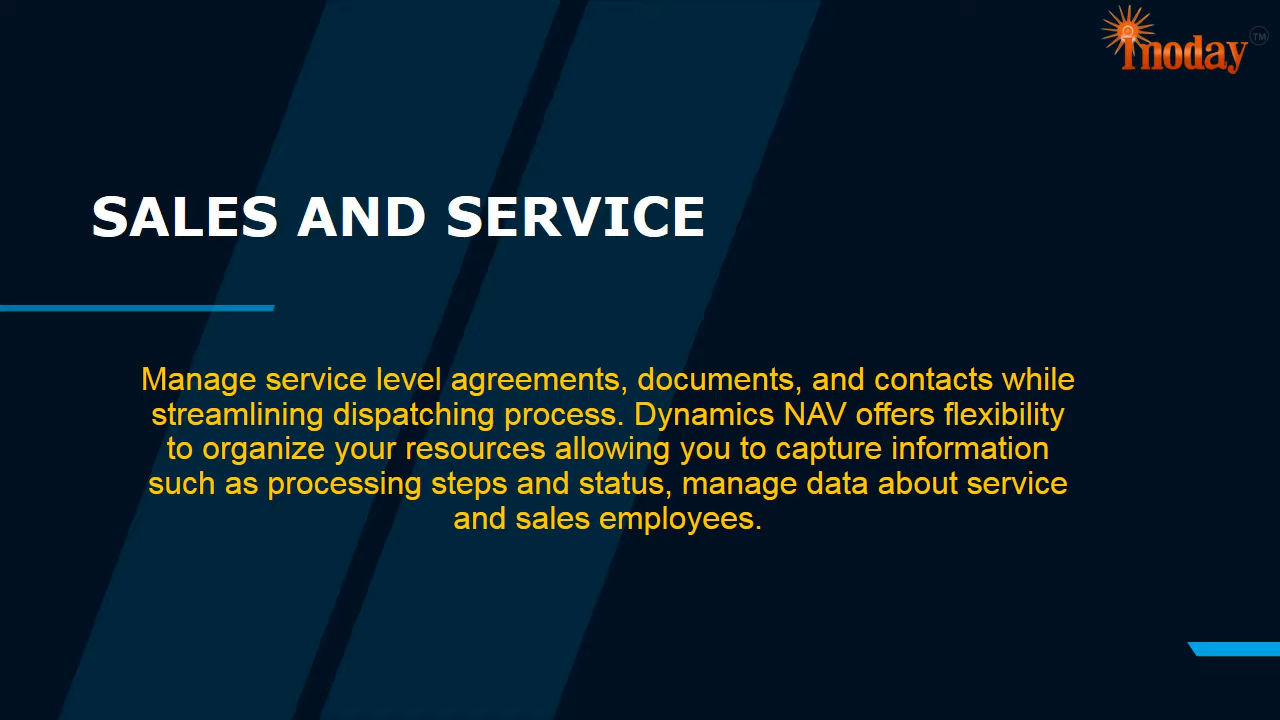 Inoday
TM
SALES AND SERVICE
Manage service level agreements, documents, and contacts while
streamlining dispatching process. Dynamics NAV offers flexibility
to organize your resources allowing you to capture information
such as processing steps and status, manage data about service
and sales employees.